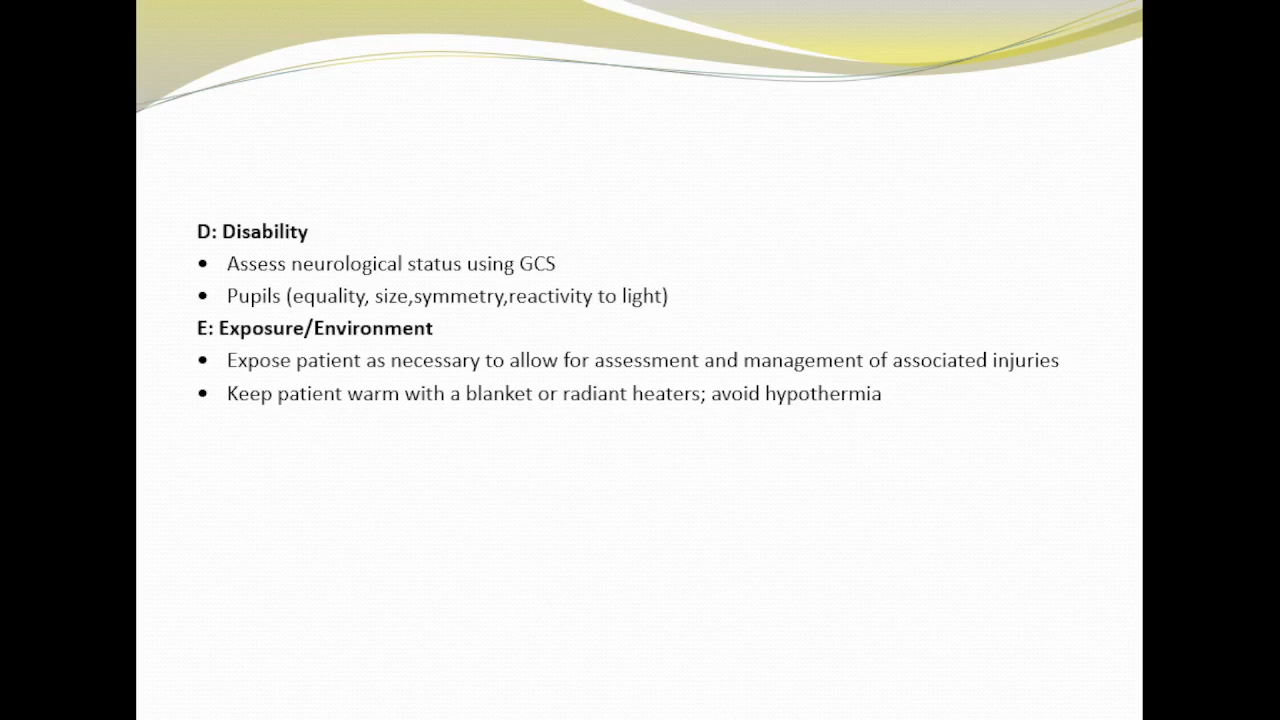 D: Disability
• Assess neurological status using GCS
• Pupils (equality, size,symmetry,reactivity to light)
E: Exposure/Environment
• Expose patient as necessary to allow for assessment and management of associated injuries
• Keep patient warm with a blanket or radiant heaters; avoid hypothermia